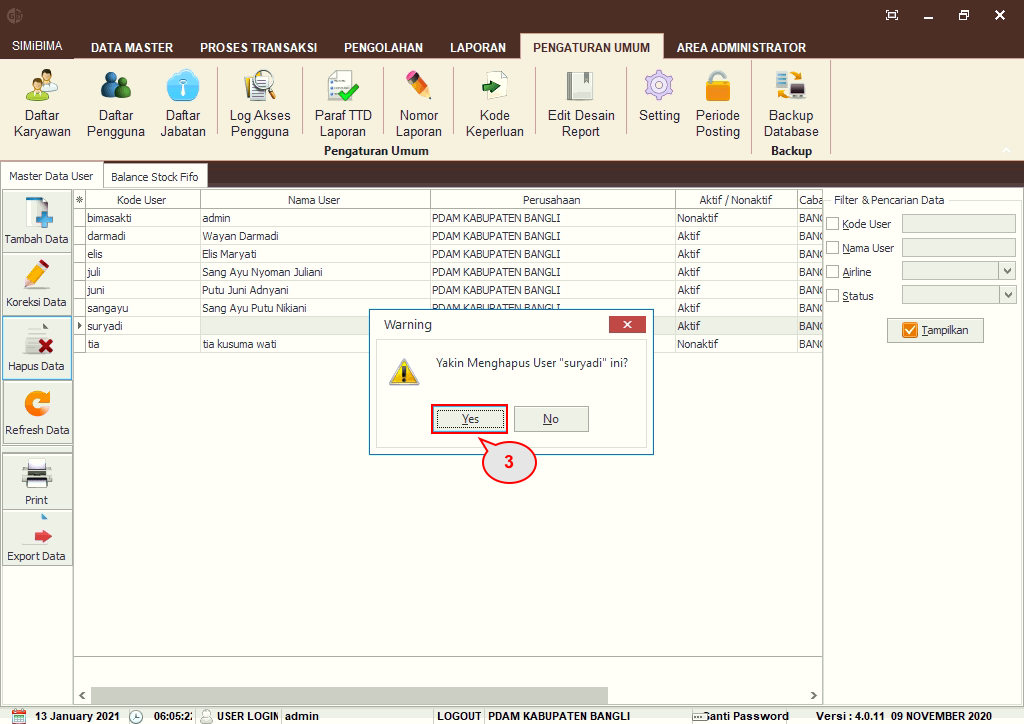 SIMiBIMA
DATA MASTER
PROSES TRANSAKSI
PENGOLAHAN
LAPORAN
PENGATURAN UMUM
AREA ADMINISTRATOR
Daftar
Karyawan
Daftar
Pengguna
Daftar
Jabatan
Log Akses
Pengguna
Paraf TTD
Laporan
Nomor
Laporan
Kode
Keperluan
Edit Desain
Report
Setting
Periode
Posting
Backup
Database
Pengaturan Umum
Backup
Master Data User
Balance Stock Fifo
Tambah Data
Koreksi Data
Hapus Data
Refresh Data
Print
Export Data
Kode User Nama User Perusahaan Aktif / Nonaktif Caba
bimasakti admin PDAM KABUPATEN BANGLI Nonaktif BANG
darmadi Wayan Darmadi PDAM KABUPATEN BANGLI Aktif BANG
elis Elis Maryati PDAM KABUPATEN BANGLI Aktif BANG
juli Sang Ayu Nyoman Juliani PDAM KABUPATEN BANGLI Aktif BANG
juni Putu Juni Adnyani PDAM KABUPATEN BANGLI Aktif BANG
sangayu Sang Ayu Putu Nikiani PDAM KABUPATEN BANGLI Aktif BANG
suryadi Aktif BANG
tia tia kusuma wati Nonaktif BANG
Filter & Pencarian Data
Kode User
Nama User
Airline
Status
Tampilkan
Warning
Yakin Menghapus User "suryadi" ini?
Yes
No
3
13 January 2021
06:05:22
USER LOGIN
admin
LOGOUT
PDAM KABUPATEN BANGLI
Ganti Password
Versi : 4.0.11 09 NOVEMBER 2020